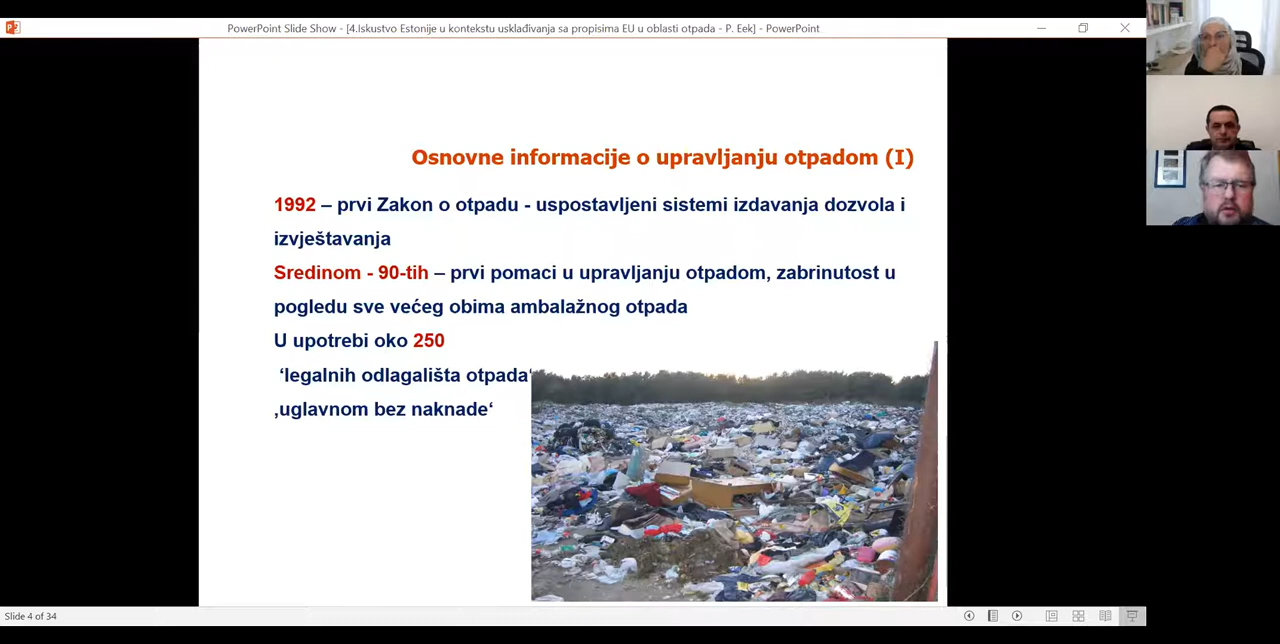 PowerPoint Slide Show - [4.Iskustvo Estonije u kontekstu usklađivanja sa propisima EU u oblasti otpada - P. Eek] - PowerPoint
Osnovne informacije o upravljanju otpadom (I)
1992 – prvi Zakon o otpadu - uspostavljeni sistemi izdavanja dozvola i
izvještavanja
Sredinom - 90-tih – prvi pomaci u upravljanju otpadom, zabrinutost u
pogledu sve većeg obima ambalažnog otpada
U upotrebi oko 250
‘legalnih odlagališta otpada‘
‚uglavnom bez naknade‘
Slide 4 of 34